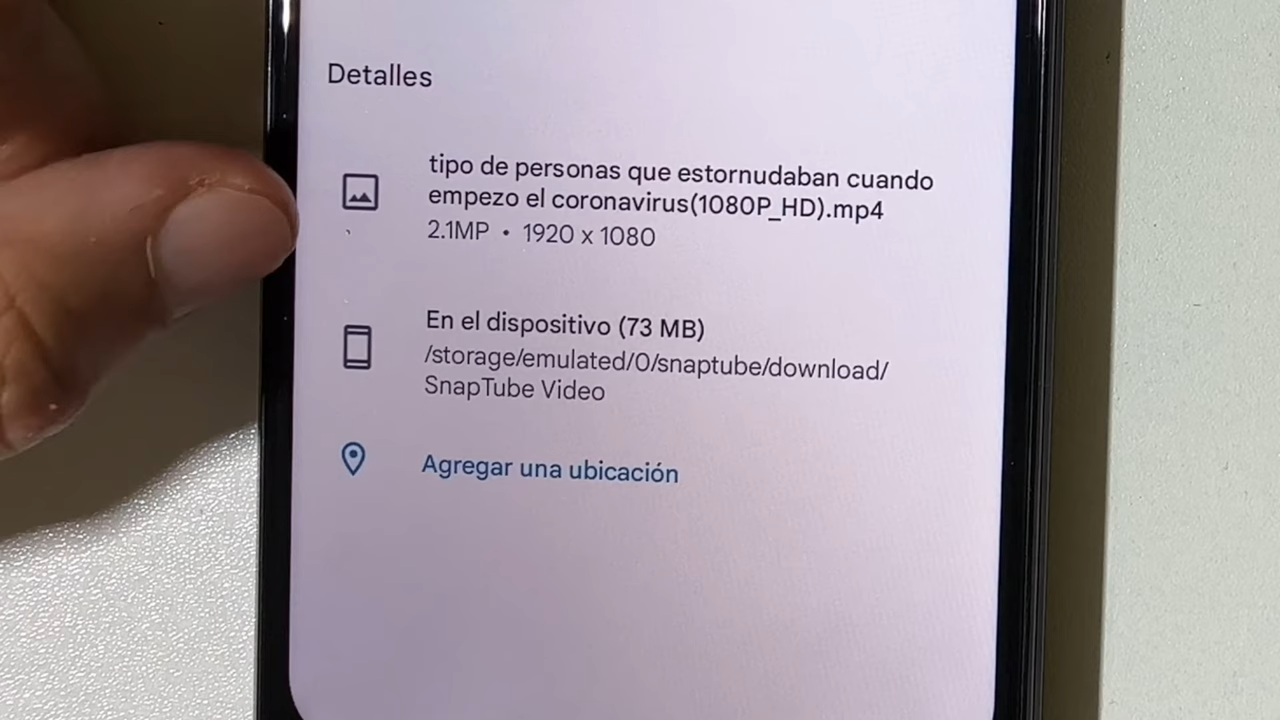 Detalles
tipo de personas que estornudaban cuando
empezo el coronavirus(1080P_HD).mp4
2.1MP • 1920 x 1080
En el dispositivo (73 MB)
/storage/emulated/0/snaptube/download/
SnapTube Video
Agregar una ubicación